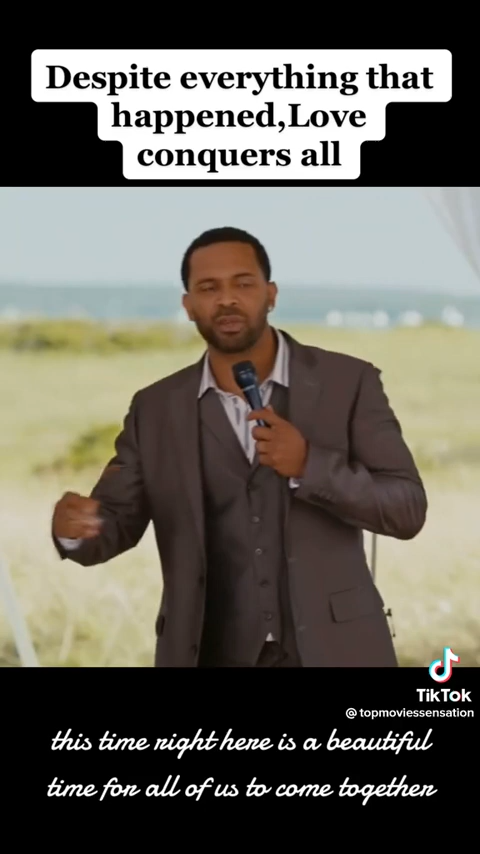 Despite everything that
happened,Love
conquers all
TikTok
@ topmoviessensation
this time right here is a beautiful
time for all of us to come together